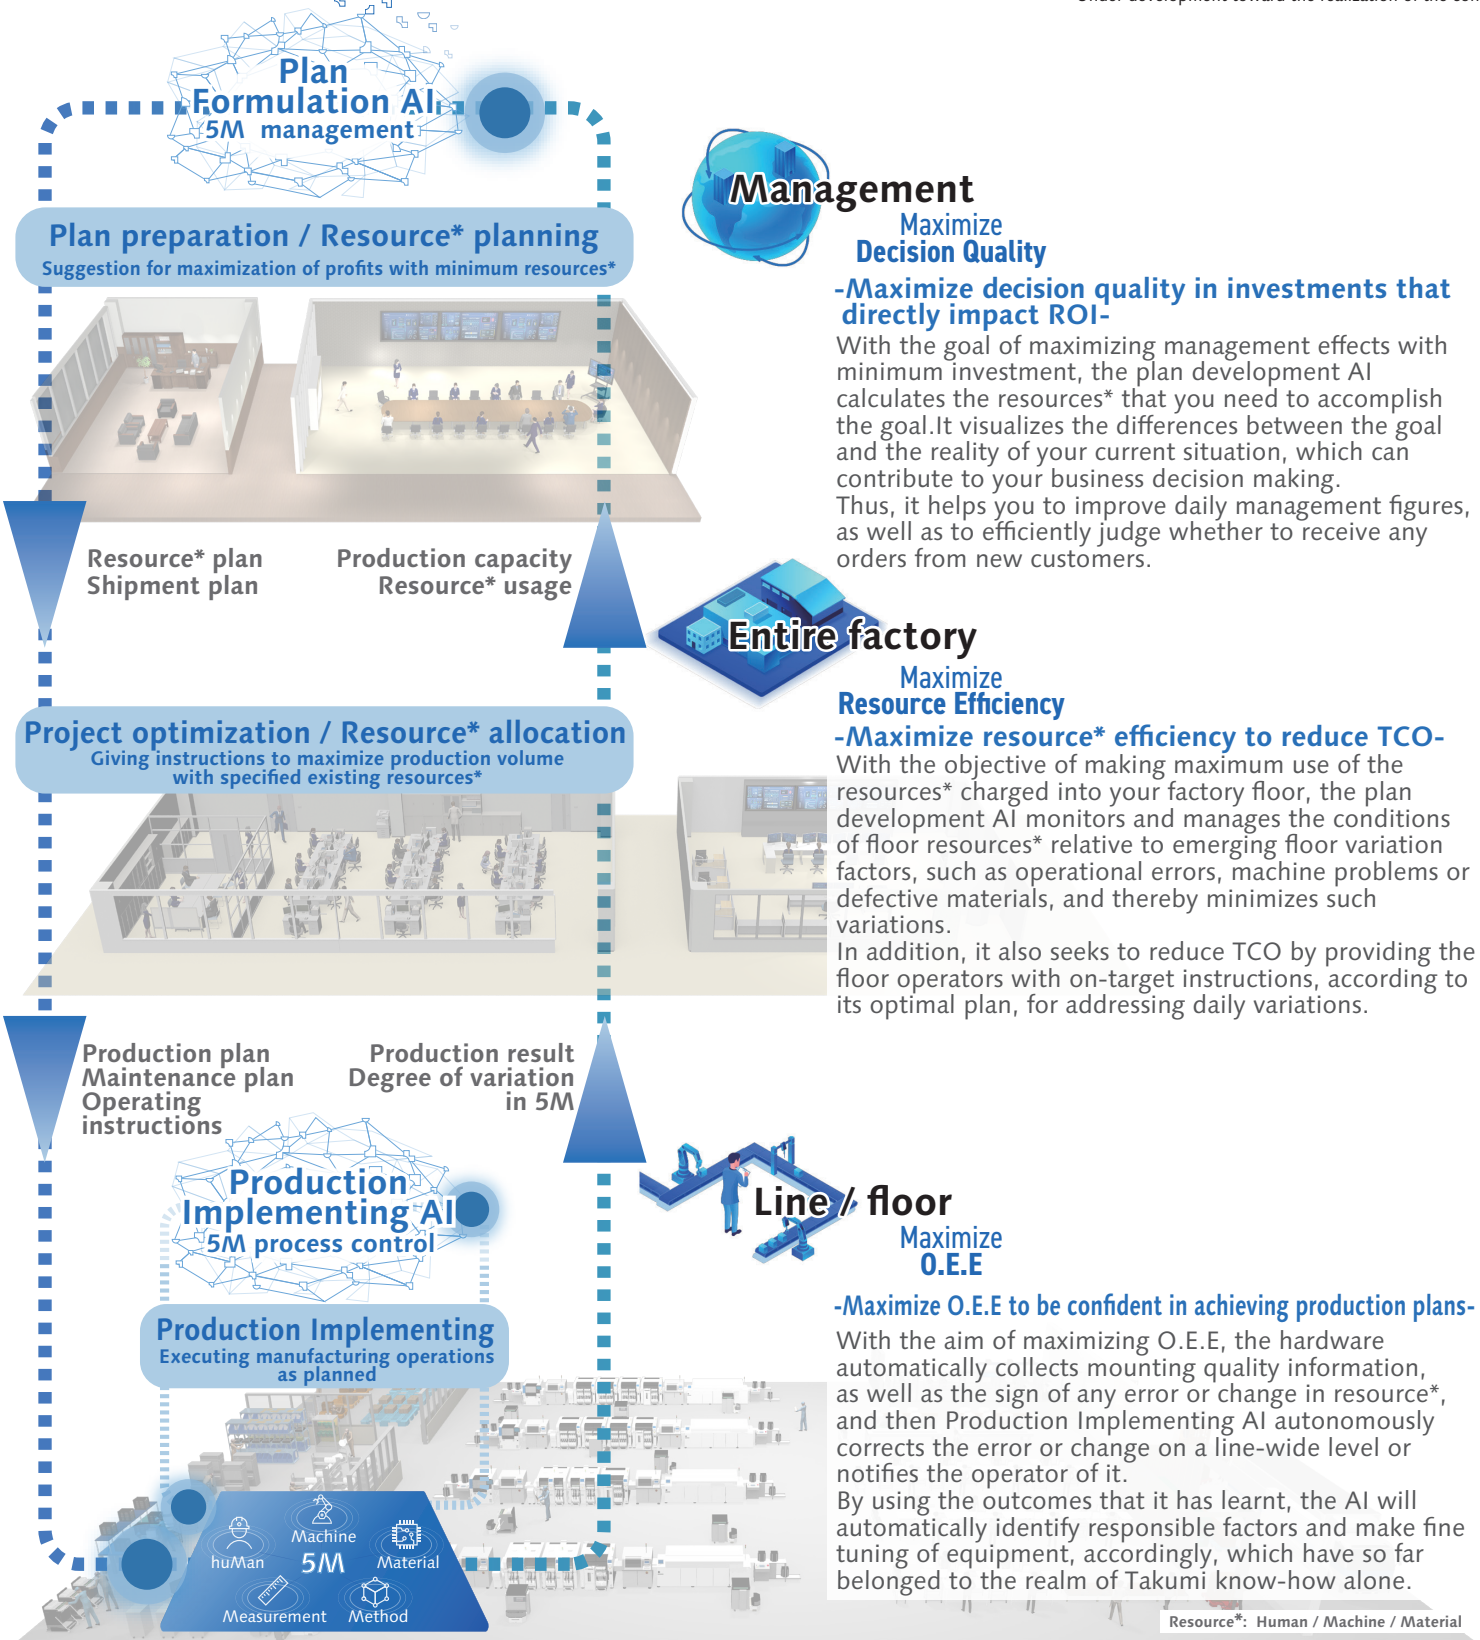 Plan
Formulation AI
5M management
Plan preparation / Resource* planning
Suggestion for maximization of profits with minimum resources*
Resource* plan
Shipment plan
Production capacity
Resource* usage
Project optimization / Resource* allocation
Giving instructions to maximize production volume
with specified existing resources*
Production plan
Maintenance plan
Operating
instructions
Production result
Degree of variation
in 5M
Production
Implementing AI
5M process control
Production Implementing
Executing manufacturing operations
as planned
huMan
Machine
5M
Material
Measurement
Method
Management
Maximize
Decision Quality
-Maximize decision quality in investments that
directly impact ROI-
With the goal of maximizing management effects with
minimum investment, the plan development AI
calculates the resources* that you need to accomplish
the goal.It visualizes the differences between the goal
and the reality of your current situation, which can
contribute to your business decision making.
Thus, it helps you to improve daily management figures,
as well as to efficiently judge whether to receive any
orders from new customers.
Entire factory
Maximize
Resource Efficiency
-Maximize resource* efficiency to reduce TCO-
With the objective of making maximum use of the
resources* charged into your factory floor, the plan
development AI monitors and manages the conditions
of floor resources* relative to emerging floor variation
factors, such as operational errors, machine problems or
defective materials, and thereby minimizes such
variations.
In addition, it also seeks to reduce TCO by providing the
floor operators with on-target instructions, according to
its optimal plan, for addressing daily variations.
Line / floor
Maximize
O.E.E
-Maximize O.E.E to be confident in achieving production plans-
With the aim of maximizing O.E.E, the hardware
automatically collects mounting quality information,
as well as the sign of any error or change in resource*,
and then Production Implementing AI autonomously
corrects the error or change on a line-wide level or
notifies the operator of it.
By using the outcomes that it has learnt, the AI will
automatically identify responsible factors and make fine
tuning of equipment, accordingly, which have so far
belonged to the realm of Takumi know-how alone.
Resource*: Human / Machine / Material